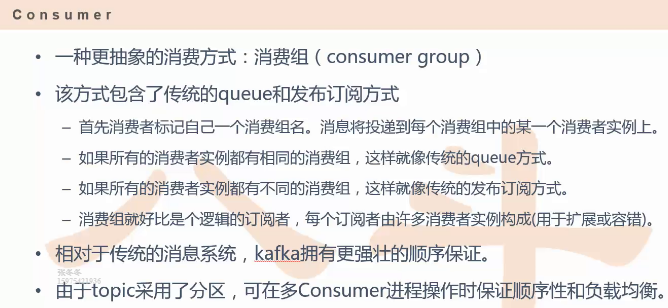 Consumer
• 一种更抽象的消费方式：消费组（consumer group）
• 该方式包含了传统的queue和发布订阅方式
– 首先消费者标记自己一个消费组名。消息将投递到每个消费组中的某一个消费者实例上。
– 如果所有的消费者实例都有相同的消费组，这样就像传统的queue方式。
– 如果所有的消费者实例都有不同的消费组，这样就像传统的发布订阅方式。
– 消费组就好比是个逻辑的订阅者，每个订阅者由许多消费者实例构成(用于扩展或容错)。
• 相对于传统的消息系统，kafka拥有更强壮的顺序保证。
• 由于topic采用了分区，可在多Consumer进程操作时保证顺序性和负载均衡。
八斗